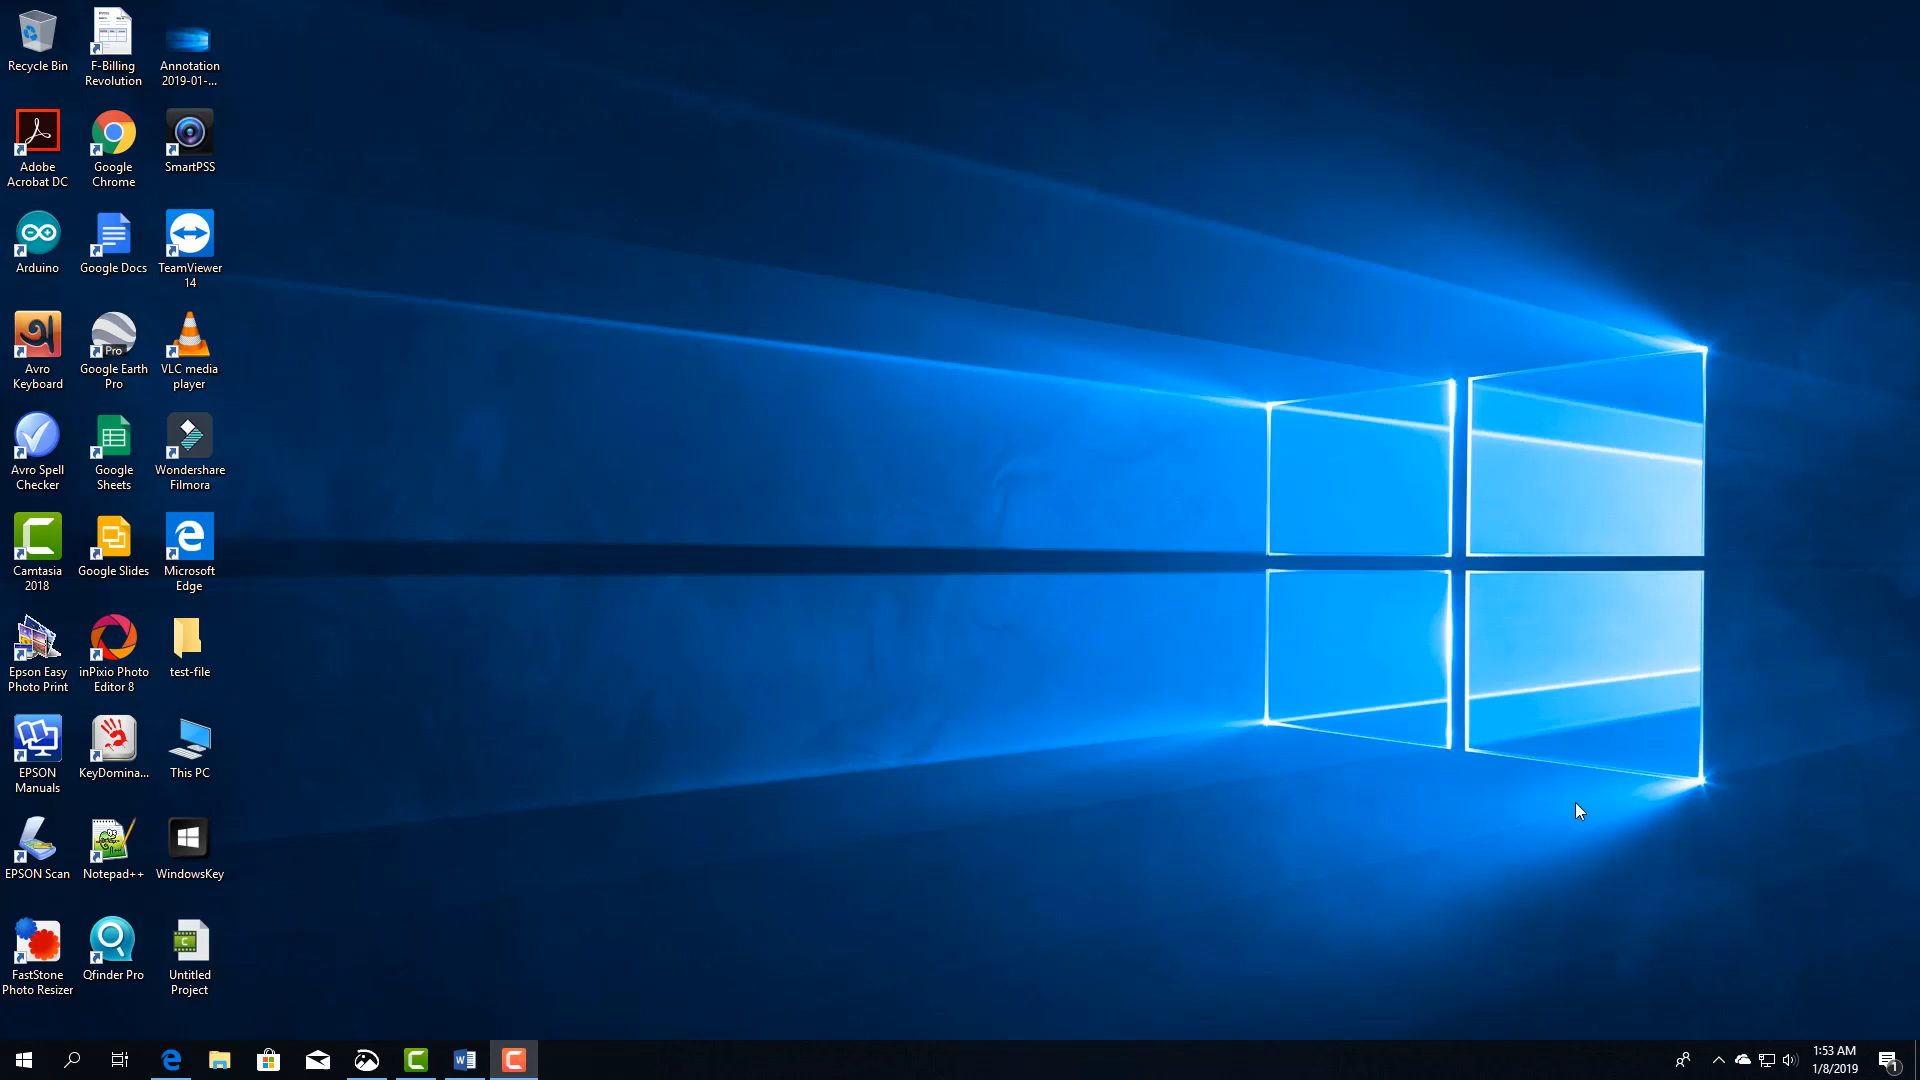 Recycle Bin
F-Billing
Revolution
Annotation
2019-01-...
Adobe
Acrobat DC
Google
Chrome
SmartPSS
Arduino
Google Docs
TeamViewer
14
অ
Avro
Keyboard
Pro
Google Earth
Pro
VLC media
player
Avro Spell
Checker
Google
Sheets
Wondershare
Filmora
Camtasia
2018
Google Slides
Microsoft
Edge
Epson Easy
Photo Print
inPixio Photo
Editor 8
test-file
EPSON
Manuals
KeyDomina...
This PC
EPSON Scan
Notepad++
WindowsKey
FastStone
Photo Resizer
Qfinder Pro
Untitled
Project
1:53 AM
1/8/2019
1